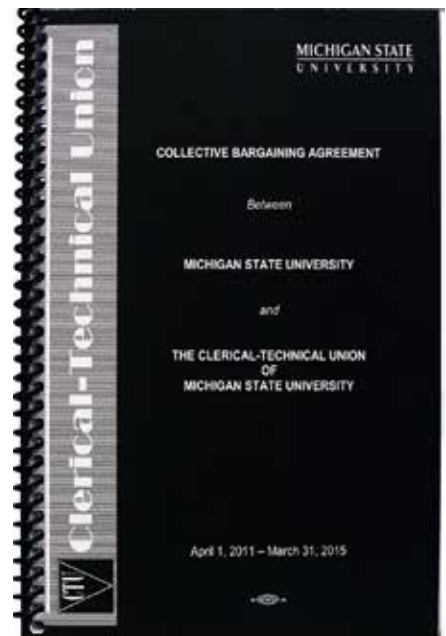 MICHIGAN STATE
UNIVERSITY
COLLECTIVE BARGAINING AGREEMENT
Between
MICHIGAN STATE UNIVERSITY
and
THE CLERICAL-TECHNICAL UNION
OF
MICHIGAN STATE UNIVERSITY
April 1, 2011 – March 31, 2015
Clerical-Technical Union
CTU